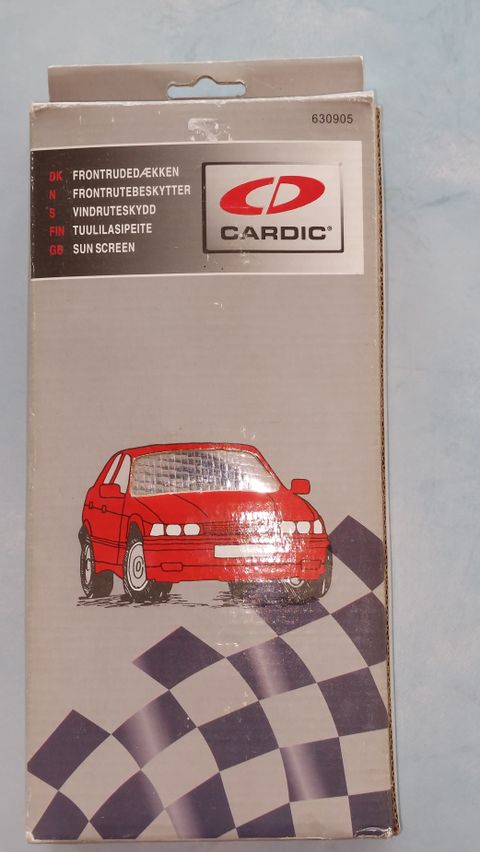 630905
DK FRONTRUDEDÆKKEN
N FRONTRUTEBESKYTTER
S VINDRUTESKYDD
FIN TUULILASIPEITE
GB SUN SCREEN
CD
CARDIC®